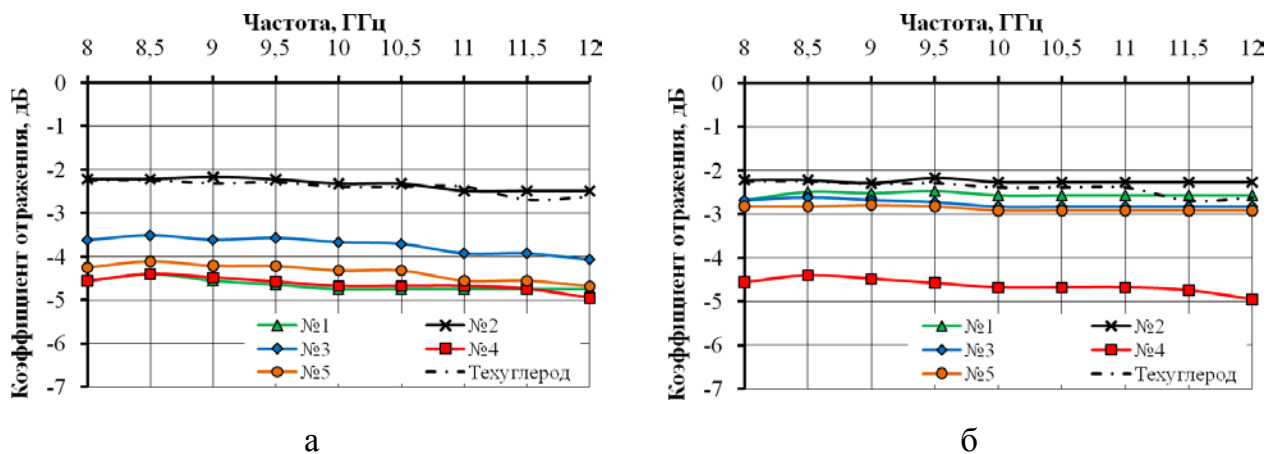 Частота, ГГц
8 8,5 9 9,5 10 10,5 11 11,5 12
Коэффициент отражения, дБ
0
-1
-2
-3
-4
-5
-6
-7
№1 №2
№3 №4
№5 Техуглерод
а
Частота, ГГц
8 8,5 9 9,5 10 10,5 11 11,5 12
Коэффициент отражения, дБ
0
-1
-2
-3
-4
-5
-6
-7
№1 №2
№3 №4
№5 Техуглерод
б